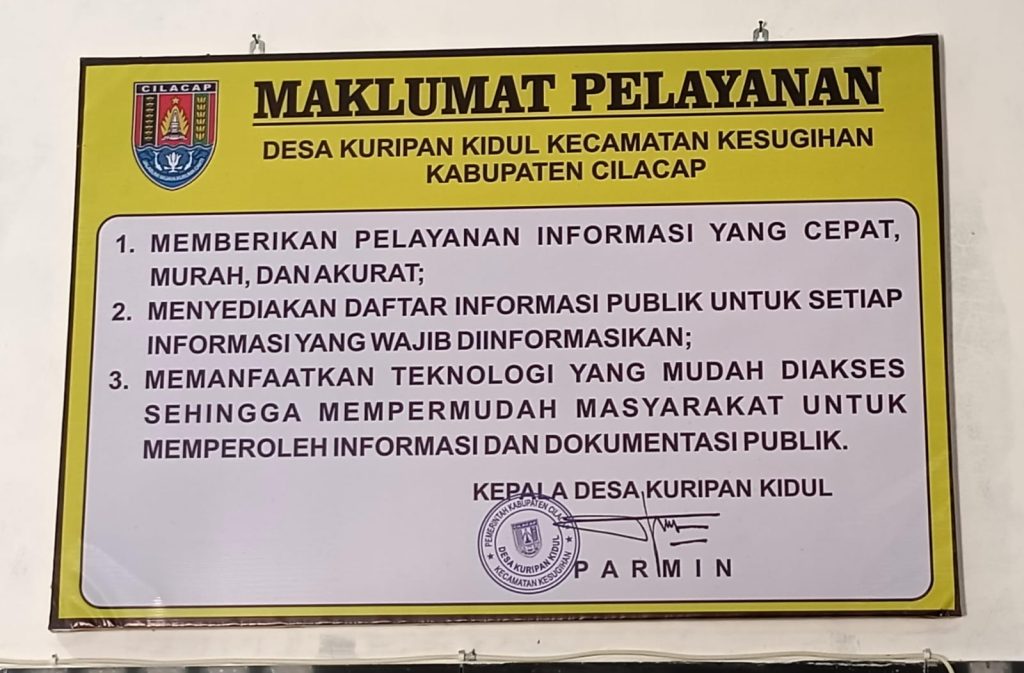 CILACAP
MAKLUMAT PELAYANAN
DESA KURIPAN KIDUL KECAMATAN KESUGIHAN
KABUPATEN CILACAP
1. MEMBERIKAN PELAYANAN INFORMASI YANG CEPAT,
MURAH, DAN AKURAT;
2. MENYEDIAKAN DAFTAR INFORMASI PUBLIK UNTUK SETIAP
INFORMASI YANG WAJIB DIINFORMASIKAN;
3. MEMANFAATKAN TEKNOLOGI YANG MUDAH DIAKSES
SEHINGGA MEMPERMUDAH MASYARAKAT UNTUK
MEMPEROLEH INFORMASI DAN DOKUMENTASI PUBLIK.
KEPALA DESA KURIPAN KIDUL
PEMERINTAH KABUPATEN
DESA KURIPAN KIDUL
KECAMATAN KESUGIHAN
PARMIN